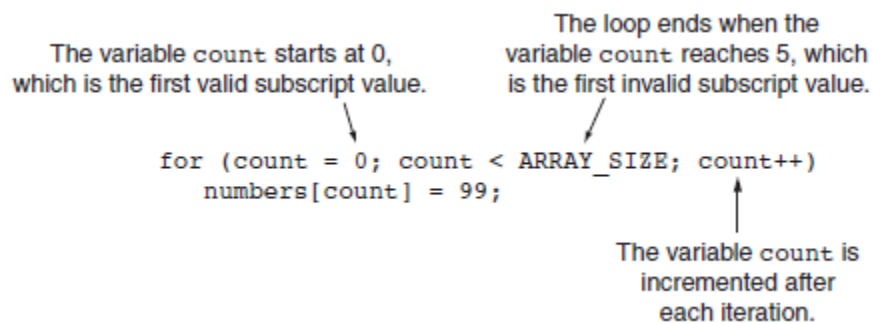 The variable count starts at 0,
which is the first valid subscript value.
The loop ends when the
variable count reaches 5, which
is the first invalid subscript value.
for (count = 0; count < ARRAY_SIZE; count++)
numbers[count] = 99;
The variable count is
incremented after
each iteration.